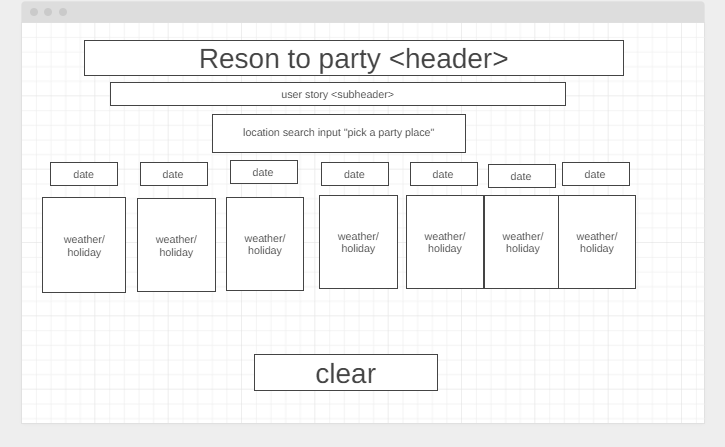 Reson to party <header>
user story <subheader>
location search input "pick a party place"
date
date
date
date
date
date
date
weather/
holiday
weather/
holiday
weather/
holiday
weather/
holiday
weather/
holiday
weather/
holiday
weather/
holiday
clear